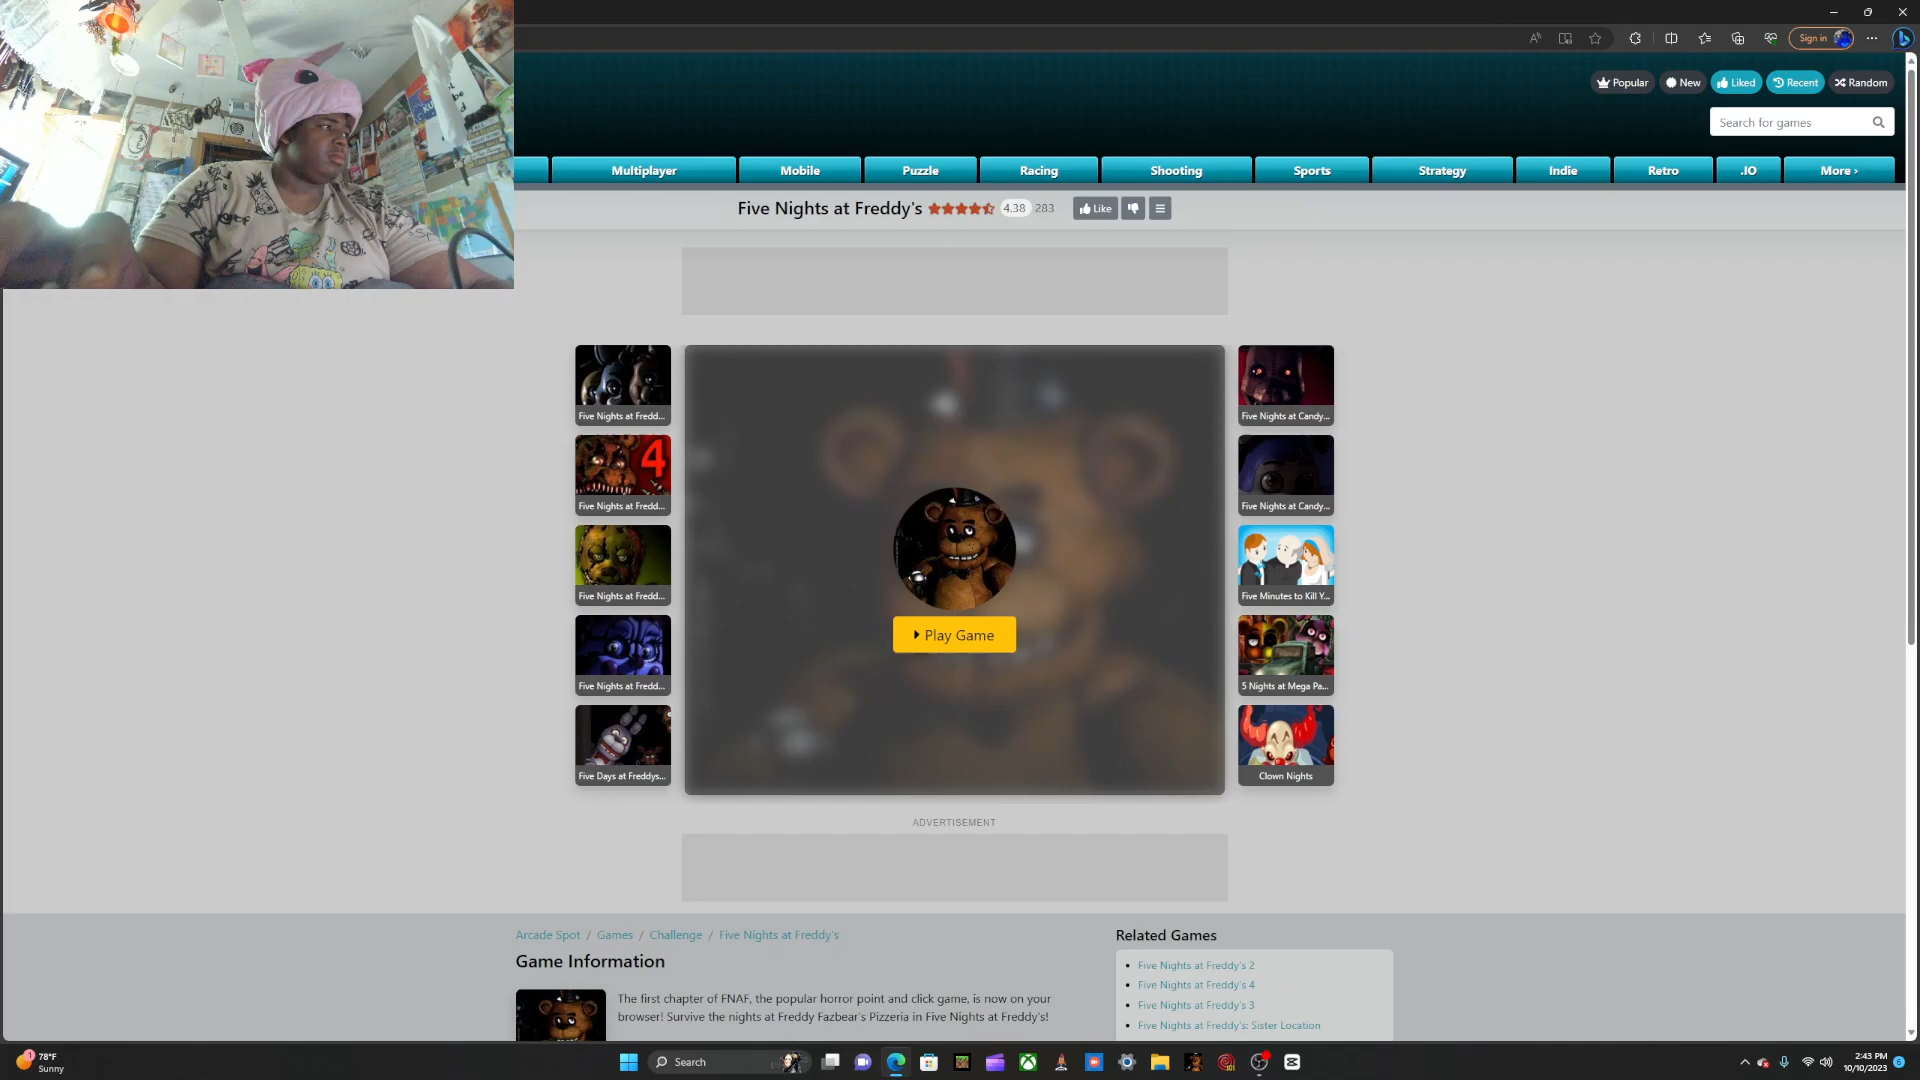 Sign in
Popular
New
Liked
Recent
Random
Search for games
Multiplayer
Mobile
Puzzle
Racing
Shooting
Sports
Strategy
Indie
Retro
.IO
More ›
Five Nights at Freddy's
4.38
283
Like
Five Nights at Fredd...
4
Five Nights at Fredd...
Five Nights at Fredd...
Five Nights at Fredd...
Five Days at Freddys...
Play Game
Five Nights at Candy...
Five Nights at Candy...
Five Minutes to Kill Y...
5 Nights at Mega Pa...
Clown Nights
ADVERTISEMENT
Arcade Spot / Games / Challenge / Five Nights at Freddy's
Game Information
The first chapter of FNAF, the popular horror point and click game, is now on your
browser! Survive the nights at Freddy Fazbear's Pizzeria in Five Nights at Freddy's!
Related Games
Five Nights at Freddy's 2
Five Nights at Freddy's 4
Five Nights at Freddy's 3
Five Nights at Freddy's: Sister Location
1
78°F
Sunny
Search
2:43 PM
10/10/2023
6